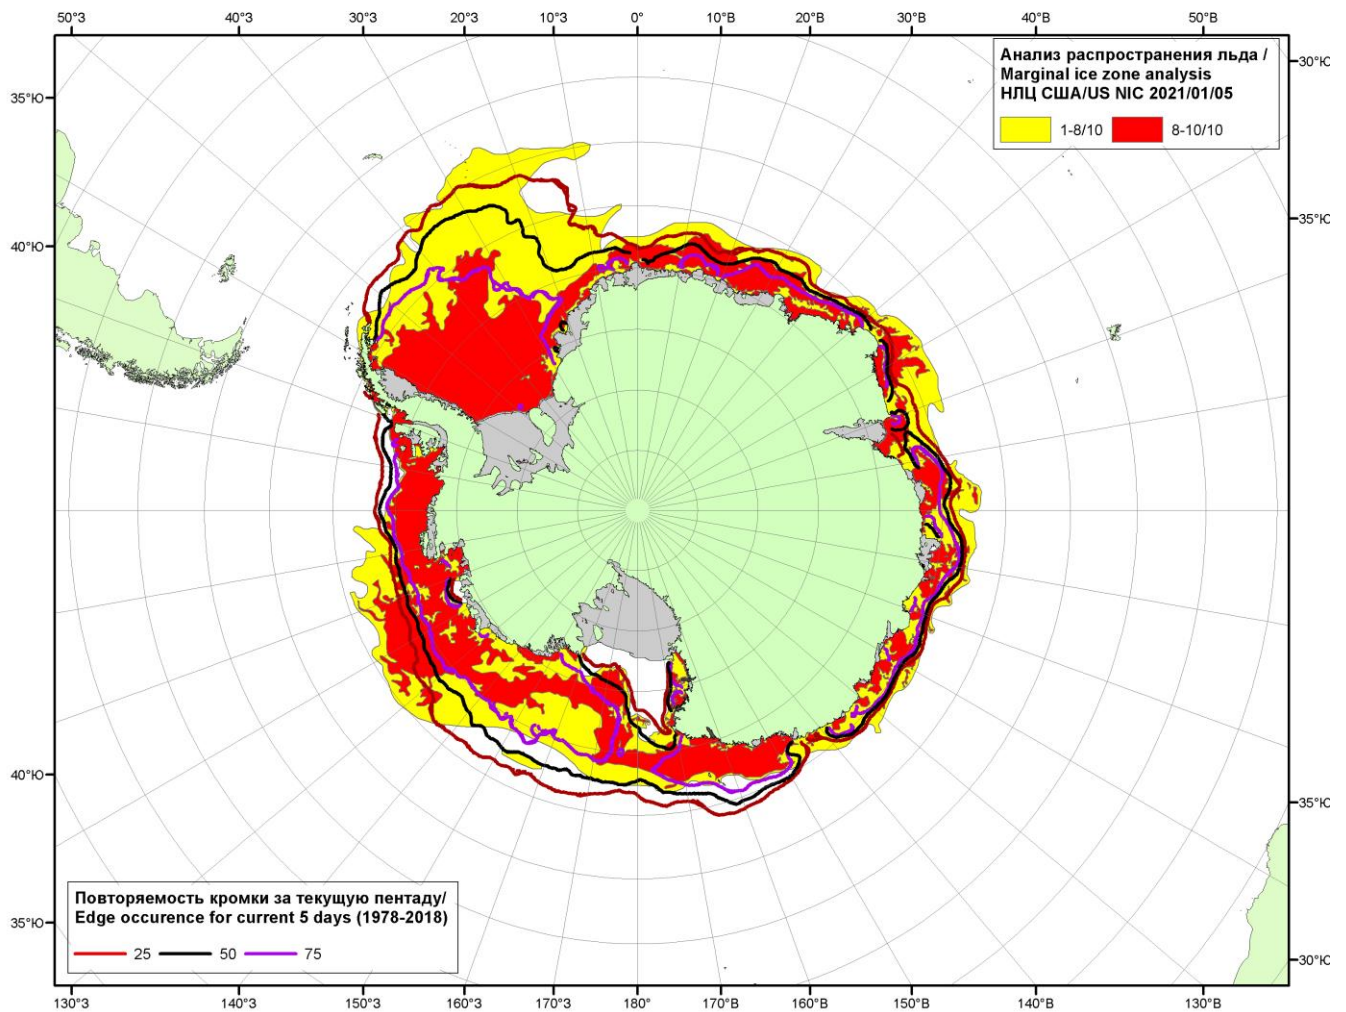 50°З 40°З 30°З 20°З 10°З 0° 10°В 20°В 30°В 40°В 50°В
Анализ распространения льда /
Marginal ice zone analysis
НЛЦ США/US NIC 2021/01/05
1-8/10 8-10/10
30°Ю
35°Ю
35°Ю
40°Ю
40°Ю
35°Ю
35°Ю
30°Ю
Повторяемость кромки за текущую пентаду/
Edge occurence for current 5 days (1978-2018)
25 50 75
130°З 140°З 150°З 160°З 170°З 180° 170°В 160°В 150°В 140°В 130°В